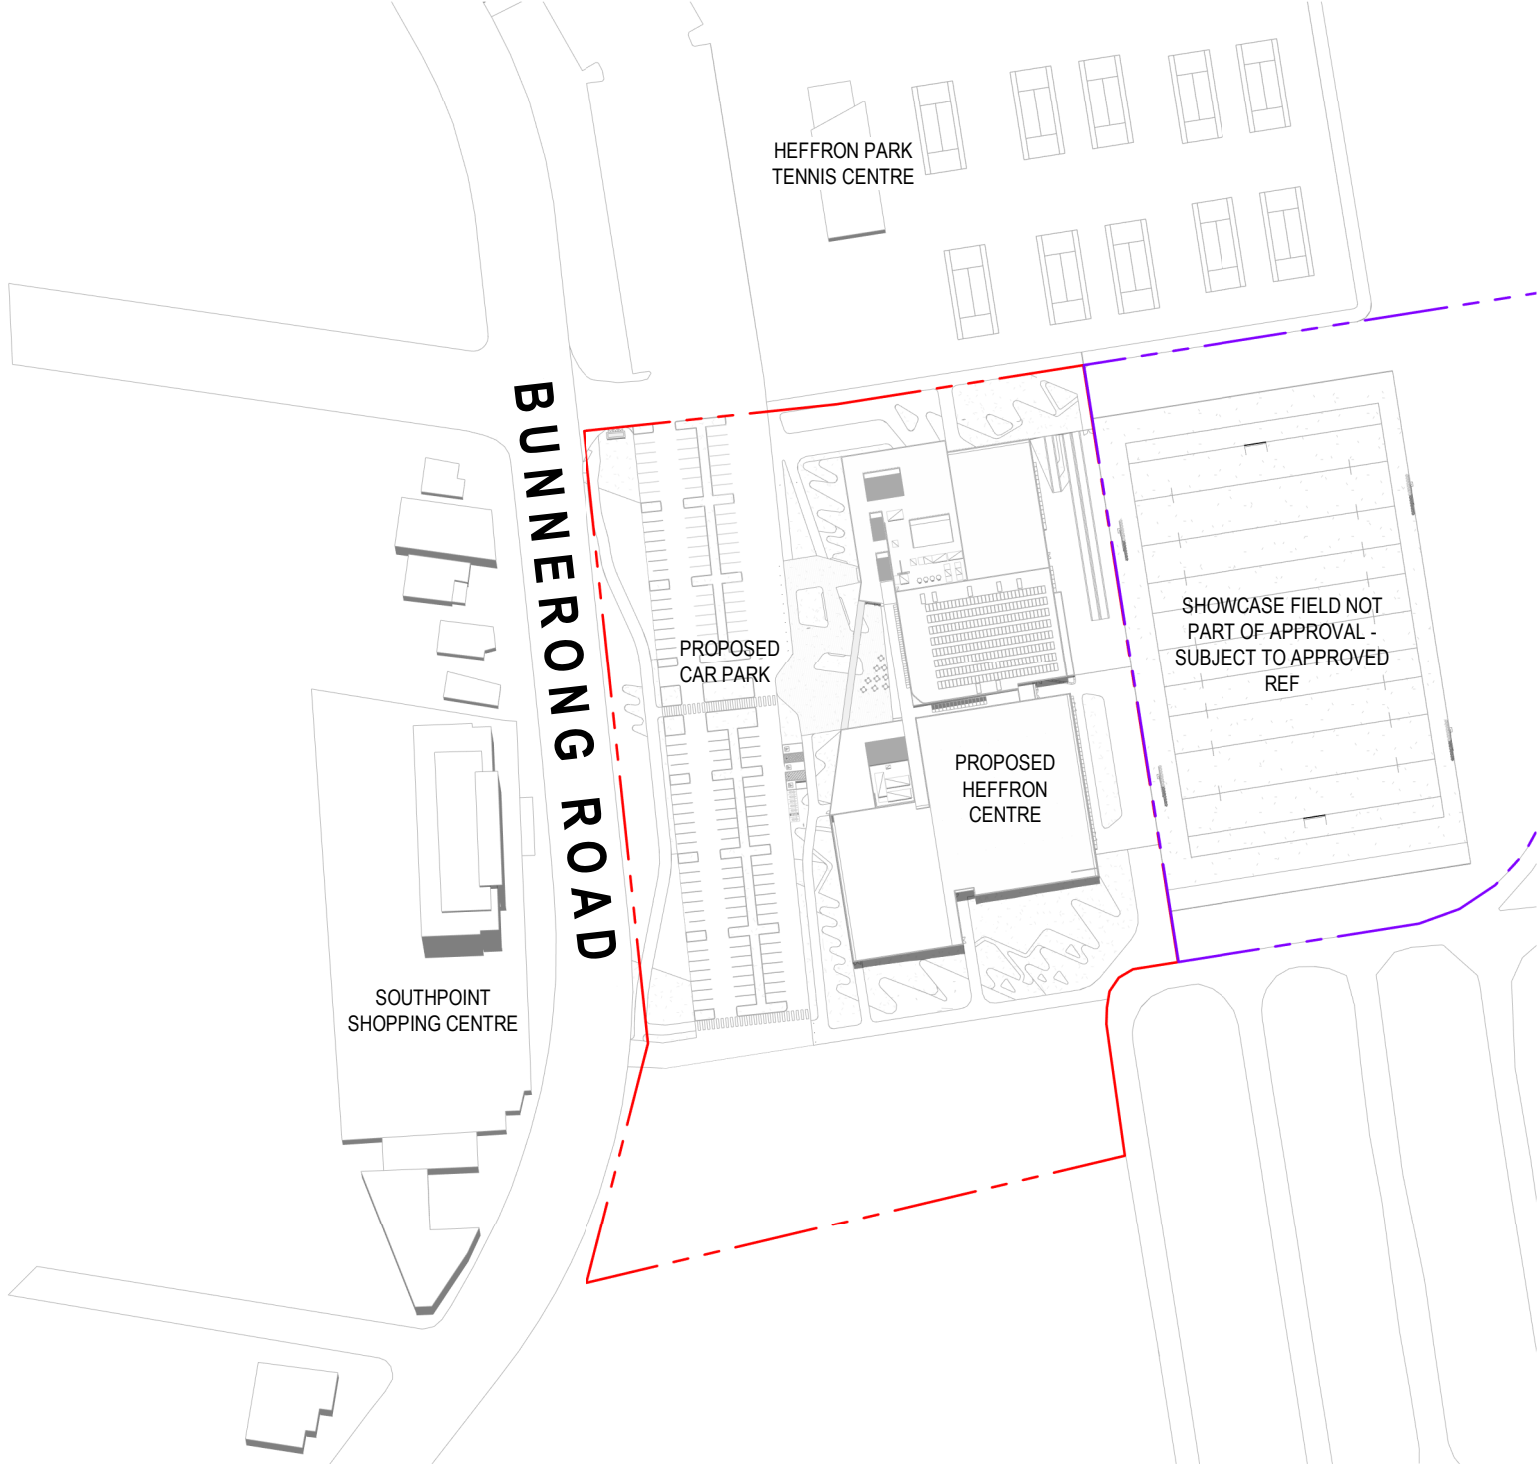 HEFFRON PARK
TENNIS CENTRE
BUNNERONG ROAD
SHOWCASE FIELD NOT
PART OF APPROVAL -
SUBJECT TO APPROVED
REF
PROPOSED
CAR PARK
PROPOSED
HEFFRON
CENTRE
SOUTHPOINT
SHOPPING CENTRE